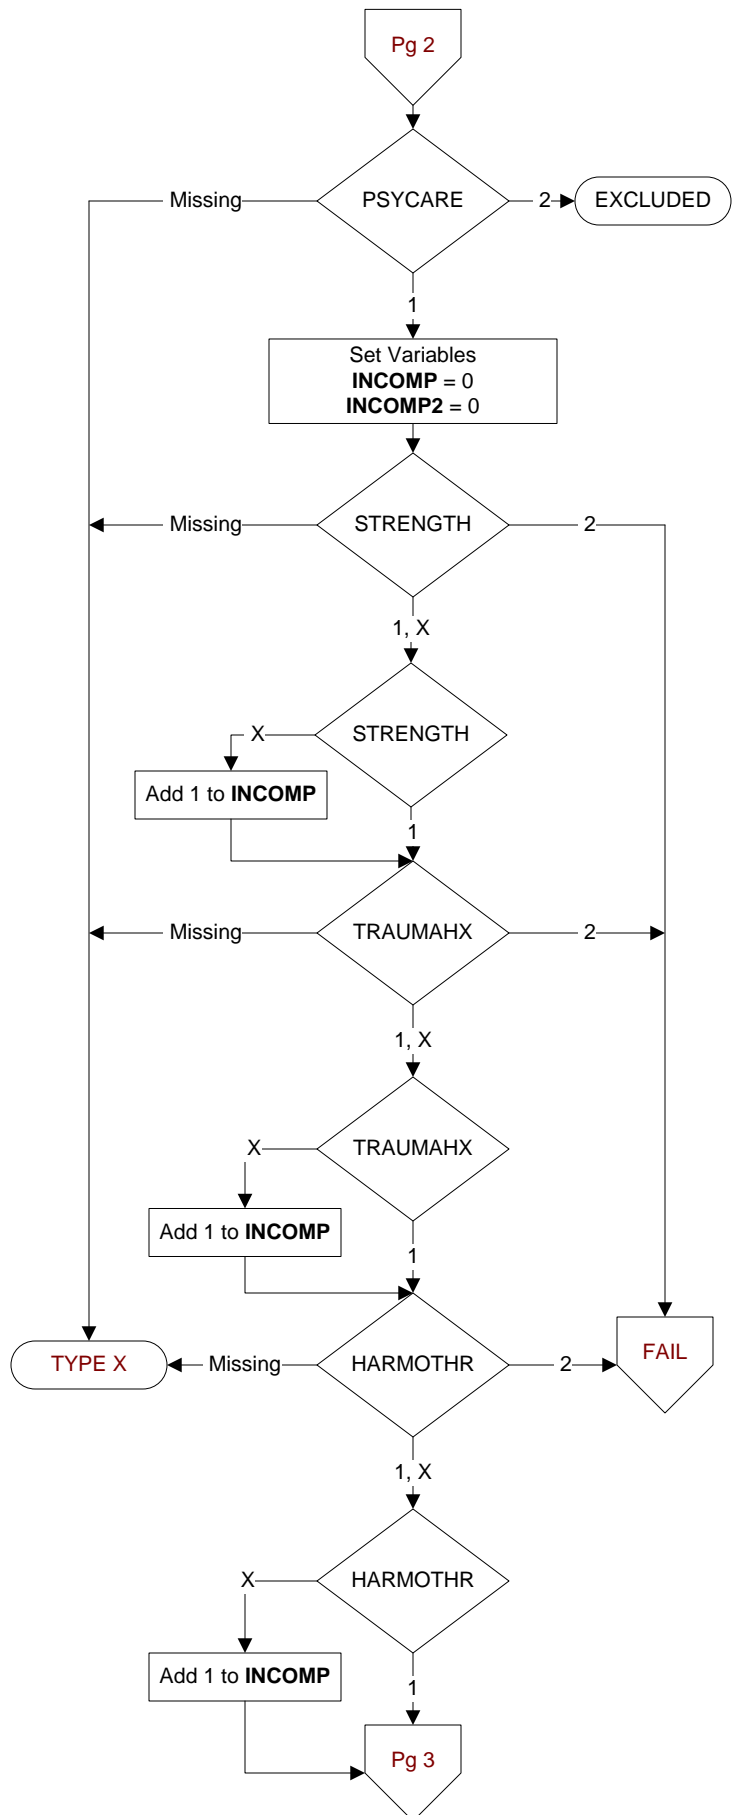 Pg 2
Missing
PSYCARE
2
EXCLUDED
1
Set Variables
INCOMP = 0
INCOMP2 = 0
Missing
STRENGTH
2
1, X
X
STRENGTH
Add 1 to INCOMP
1
Missing
TRAUMAHX
2
1, X
X
TRAUMAHX
Add 1 to INCOMP
1
TYPE X
Missing
HARMOTHR
2
FAIL
1, X
X
HARMOTHR
Add 1 to INCOMP
1
Pg 3